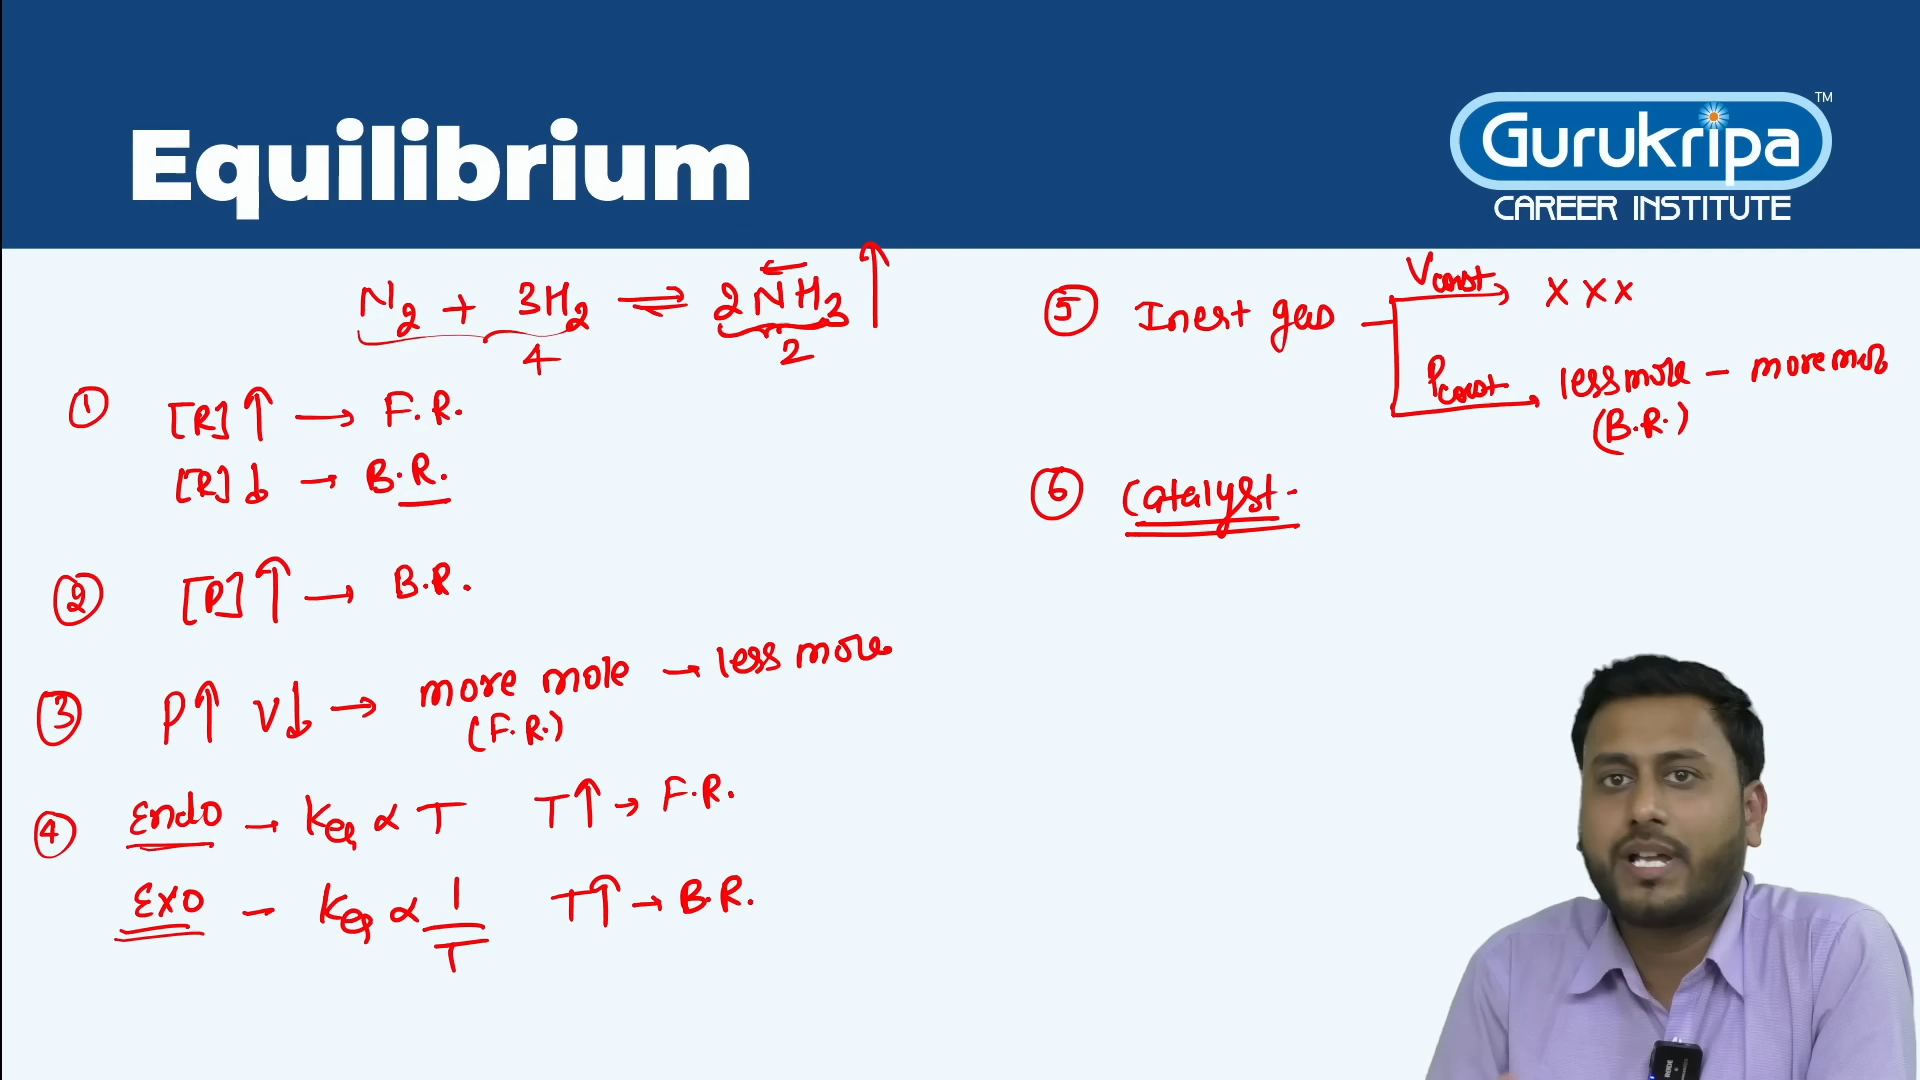 Equilibrium
Gurukripa TM
CAREER INSTITUTE
N₂ + 3H₂ ⇌ 2NH₃ ↑
4 2
① [R]↑ → F.R.
[R]↓ → B.R.
② [P]↑ → B.R.
③ P↑ V↓ → more mole → less mole
(F.R.)
④ Endo → Keq ∝ T T↑ → F.R.
Exo – Keq ∝ 1/T T↑ → B.R.
⑤ Inert gas
Vconst → × × ×
Pconst → less mole – more mole
(B.R.)
⑥ Catalyst -